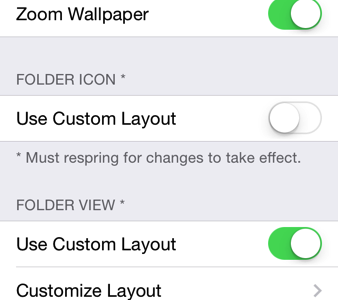 Zoom Wallpaper
FOLDER ICON *
Use Custom Layout
* Must respring for changes to take effect.
FOLDER VIEW *
Use Custom Layout
Customize Layout